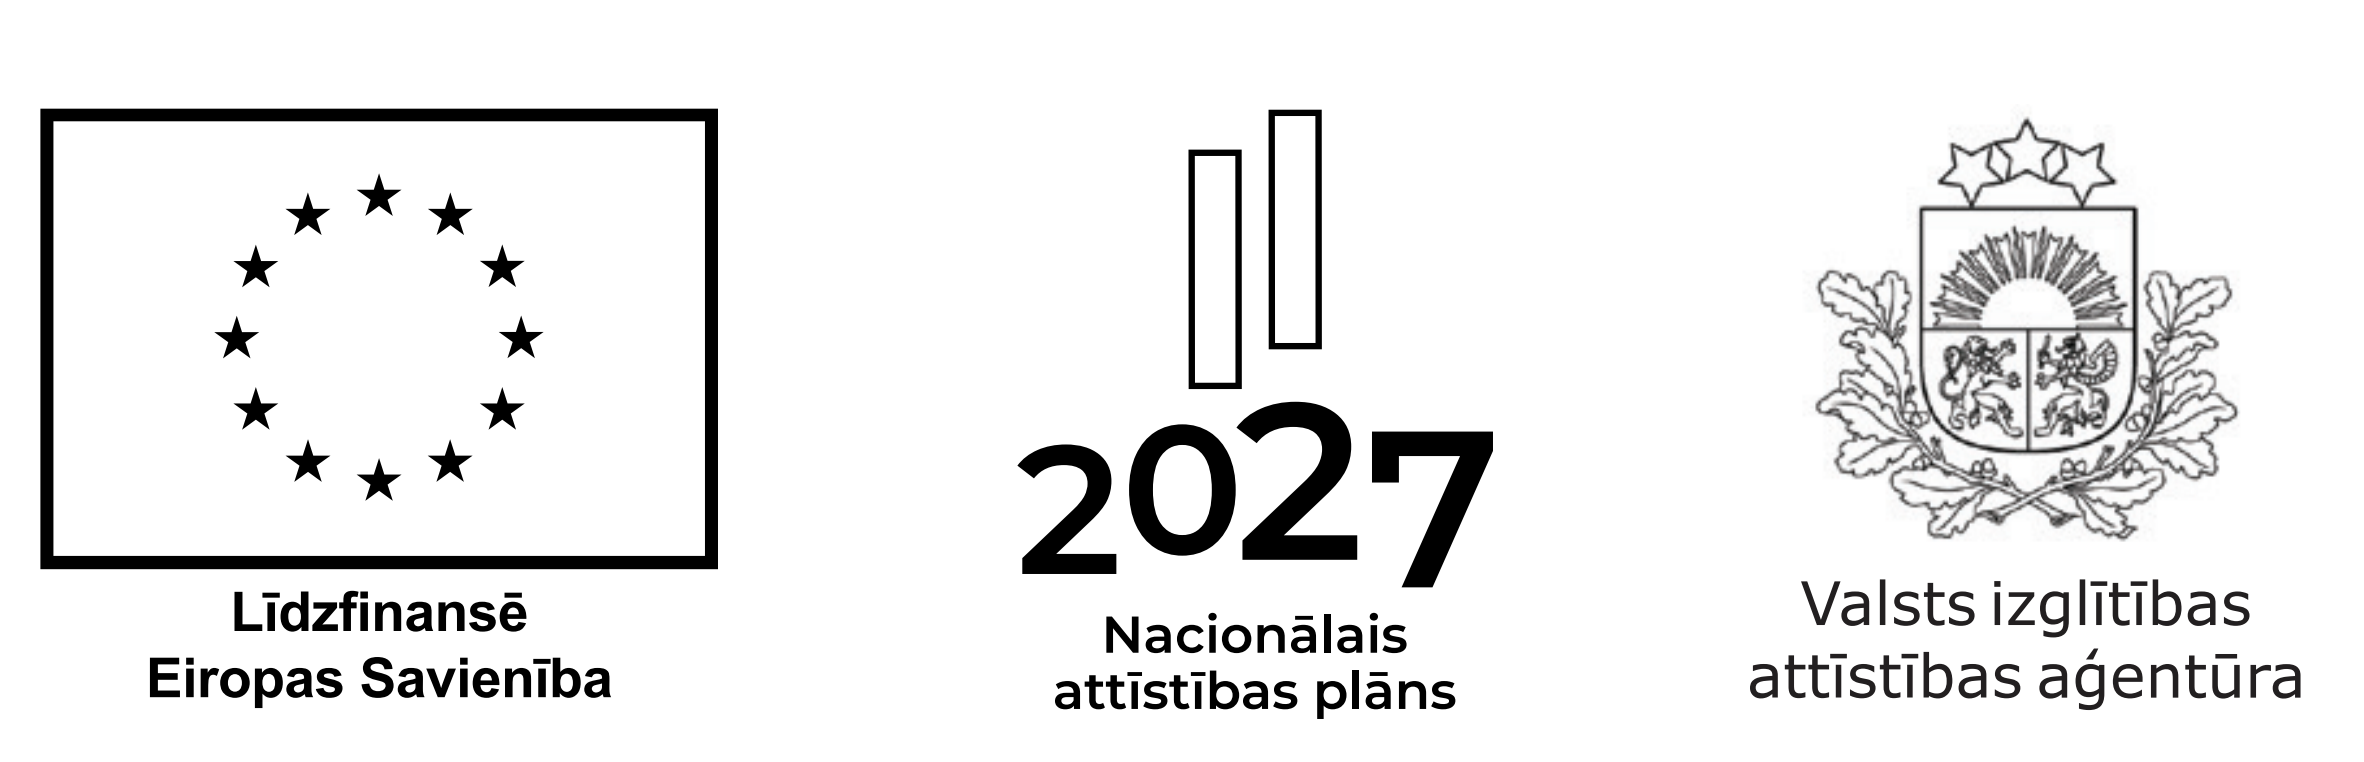 Līdzfinansē
Eiropas Savienība
2027
Nacionālais
attīstības plāns
Valsts izglītības
attīstības aģentūra